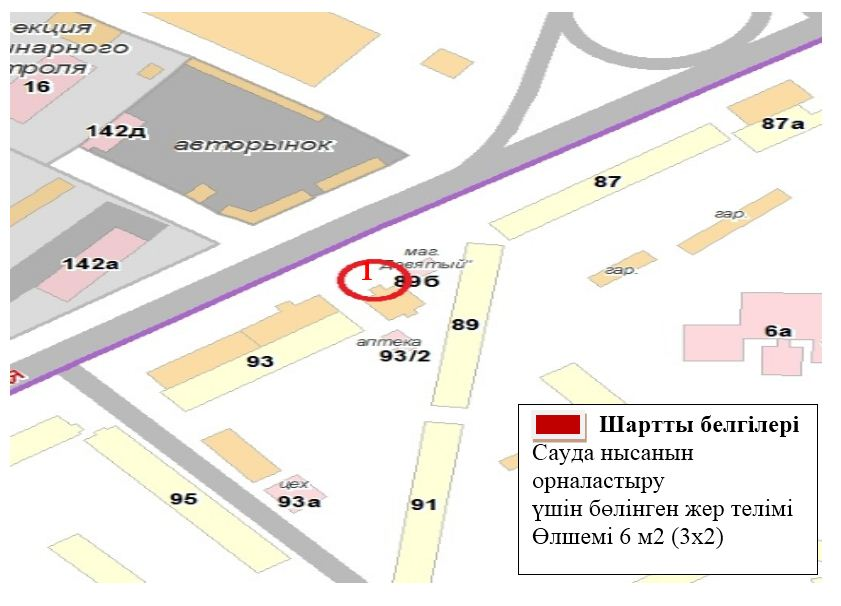 екция
инарного
троля
16
142д
авторынок
87а
87
гар.
142а
маг.
"Девятый"
1
89б
гар.
89
6а
аптека
93/2
93
Шартты белгілері
Сауда нысанын
орналастыру
үшін бөлінген жер телімі
Өлшемі 6 м2 (3х2)
цех
93а
95
91